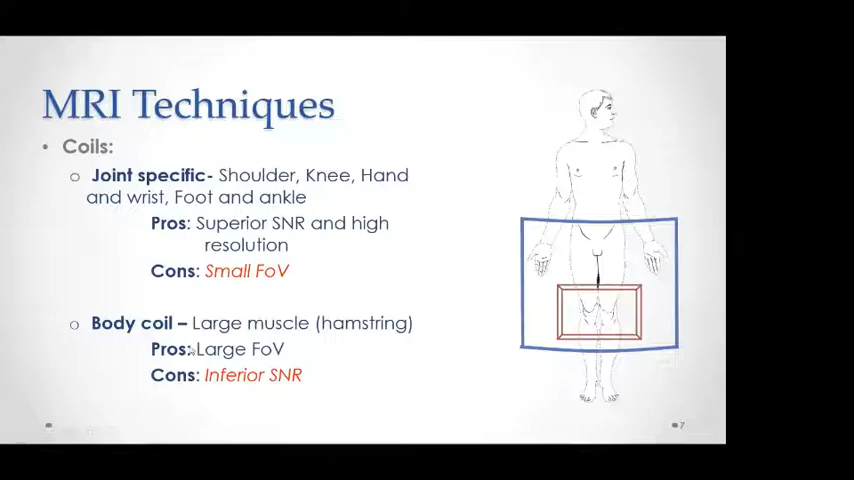 MRI Techniques
• Coils:
o Joint specific- Shoulder, Knee, Hand
and wrist, Foot and ankle
Pros: Superior SNR and high
resolution
Cons: Small FoV
o Body coil – Large muscle (hamstring)
Pros: Large FoV
Cons: Inferior SNR
7